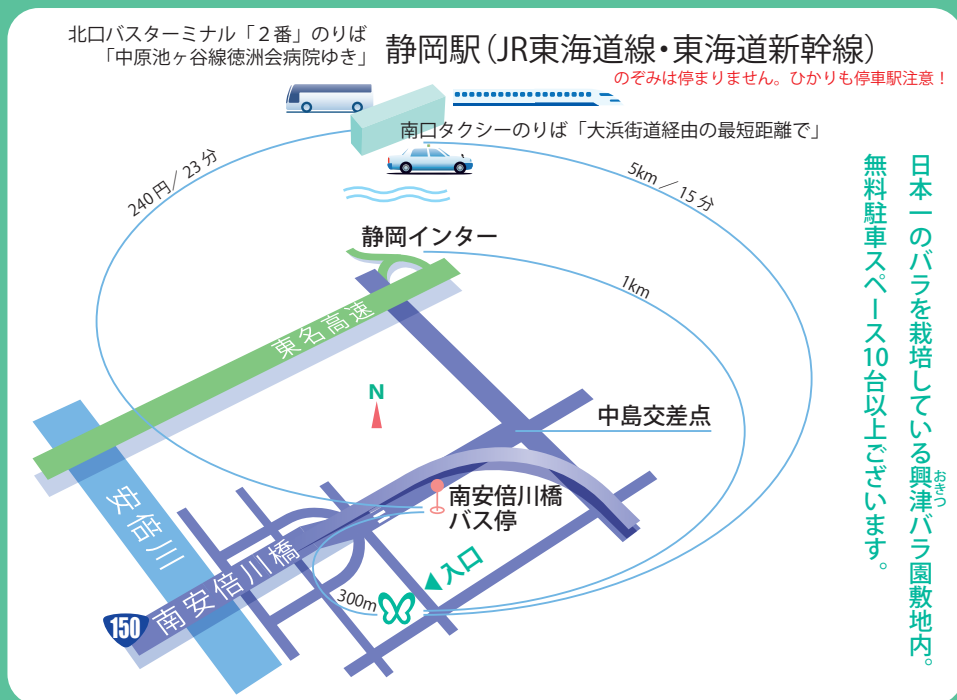 北口バスターミナル「２番」のりば
「中原池ヶ谷線徳洲会病院ゆき」
静岡駅（JR東海道線・東海道新幹線）
のぞみは停まりません。ひかりも停車駅注意！
南口タクシーのりば「大浜街道経由の最短距離で」
240円／23分
5km／15分
静岡インター
1km
東名高速
N
中島交差点
安倍川
南安倍川橋
バス停
入口
南安倍川橋
150
300m
日本一のバラを栽培している興津バラ園敷地内。
おきつ
無料駐車スペース10台以上ございます。